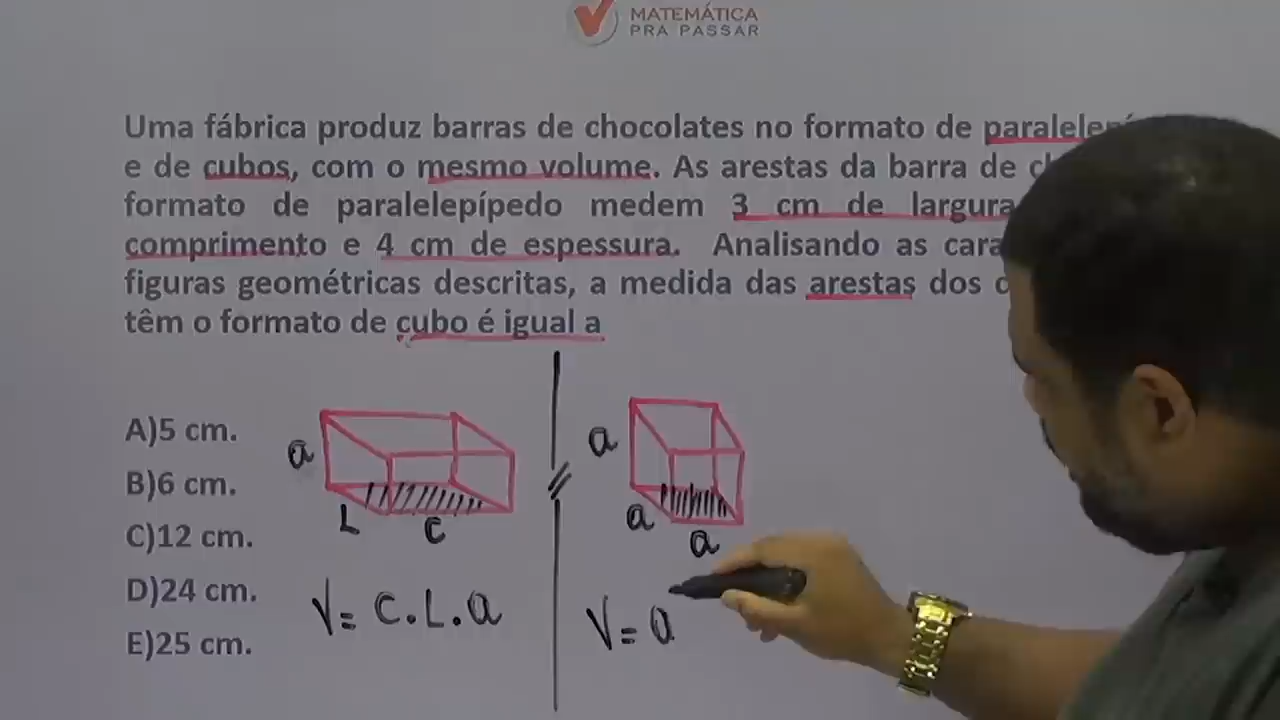 MATEMÁTICA
PRA PASSAR
Uma fábrica produz barras de chocolates no formato de
e de cubos, com o mesmo volume. As arestas da barra de
formato de paralelepípedo medem 3 cm de largura
comprimento e 4 cm de espessura. Analisando as
figuras geométricas descritas, a medida das arestas dos
têm o formato de cubo é igual a
A)5 cm.
B)6 cm.
C)12 cm.
D)24 cm.
E)25 cm.
a
L
C
V= C.L.a
a
a
a
V=a